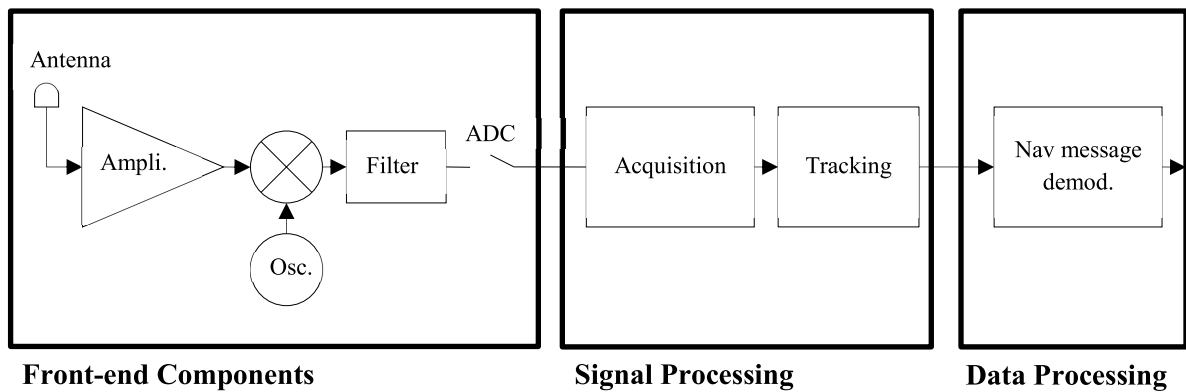 Antenna
Ampli.
Osc.
Filter
ADC
Acquisition
Tracking
Nav message
demod.
Front-end Components
Signal Processing
Data Processing